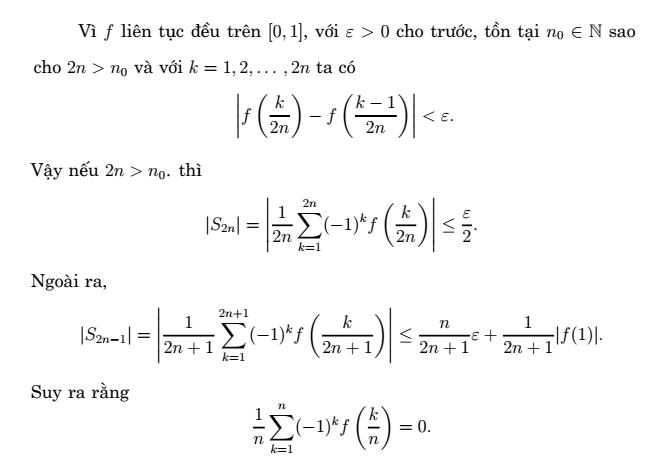 Vì f liên tục đều trên [0, 1], với ε > 0 cho trước, tồn tại n₀ ∈ ℕ sao
cho 2n > n₀ và với k = 1, 2, . . . , 2n ta có
|f(k/2n) − f((k − 1)/2n)| < ε.
Vậy nếu 2n > n₀. thì
|S₂ₙ| = |1/2n ∑_{k=1}^{2n} (−1)^k f(k/2n)| ≤ ε/2.
Ngoài ra,
|S₂ₙ₋₁| = |1/(2n + 1) ∑_{k=1}^{2n+1} (−1)^k f(k/(2n + 1))| ≤ n/(2n + 1) ε + 1/(2n + 1) |f(1)|.
Suy ra rằng
1/n ∑_{k=1}^{n} (−1)^k f(k/n) = 0.